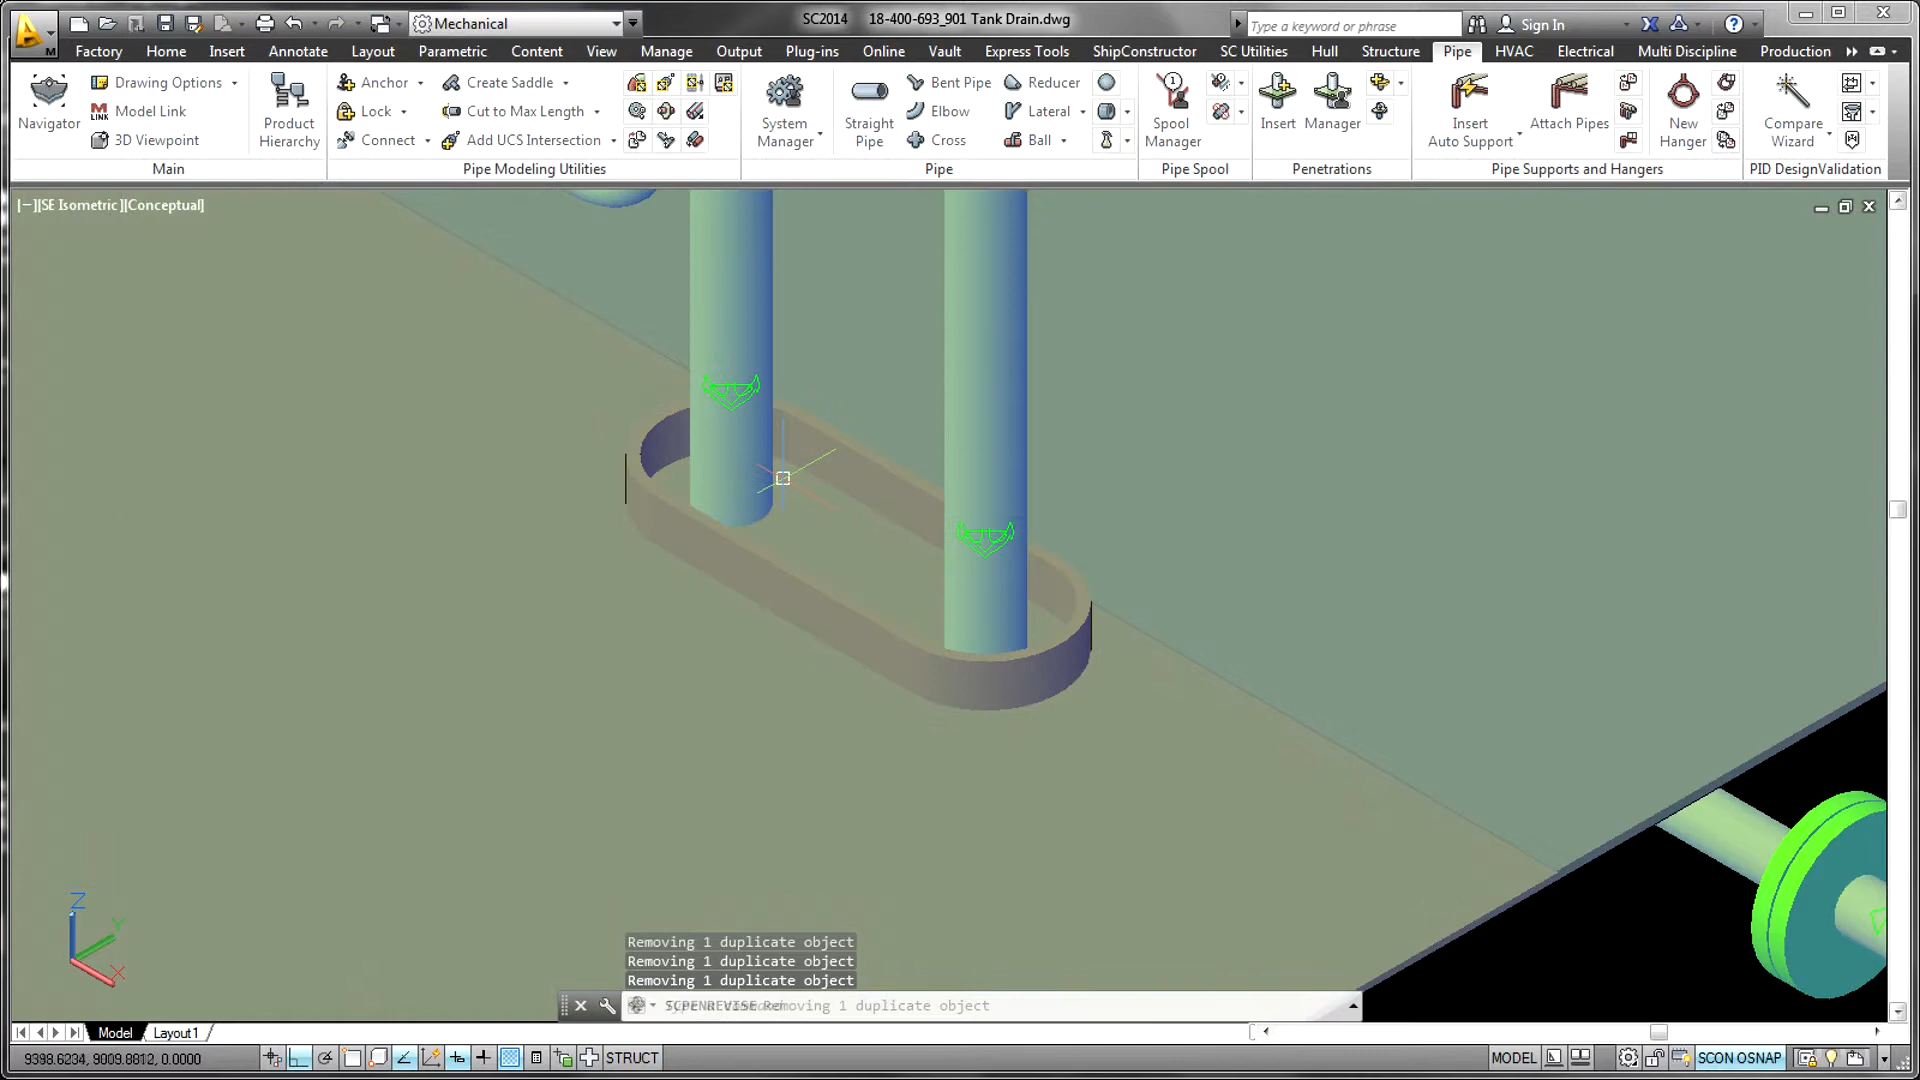 Mechanical
SC2014 18-400-693_901 Tank Drain.dwg
Type a keyword or phrase
Sign In
M
Factory Home Insert Annotate Layout Parametric Content View Manage Output Plug-ins Online Vault Express Tools ShipConstructor SC Utilities Hull Structure Pipe HVAC Electrical Multi Discipline Production
Navigator
Drawing Options
Model Link
3D Viewpoint
Product Hierarchy
Main
Anchor
Lock
Connect
Create Saddle
Cut to Max Length
Add UCS Intersection
Pipe Modeling Utilities
System Manager
Straight Pipe
Bent Pipe
Elbow
Cross
Reducer
Lateral
Ball
Pipe
Spool Manager
Pipe Spool
Insert
Manager
Penetrations
Insert Auto Support
Attach Pipes
New Hanger
Pipe Supports and Hangers
Compare Wizard
PID DesignValidation
[−][SE Isometric][Conceptual]
Z
Y
X
Removing 1 duplicate object
Removing 1 duplicate object
Removing 1 duplicate object
SCPENREVISE Removing 1 duplicate object
Model Layout1
9398.6234, 9009.8812, 0.0000
STRUCT
MODEL
SCON OSNAP